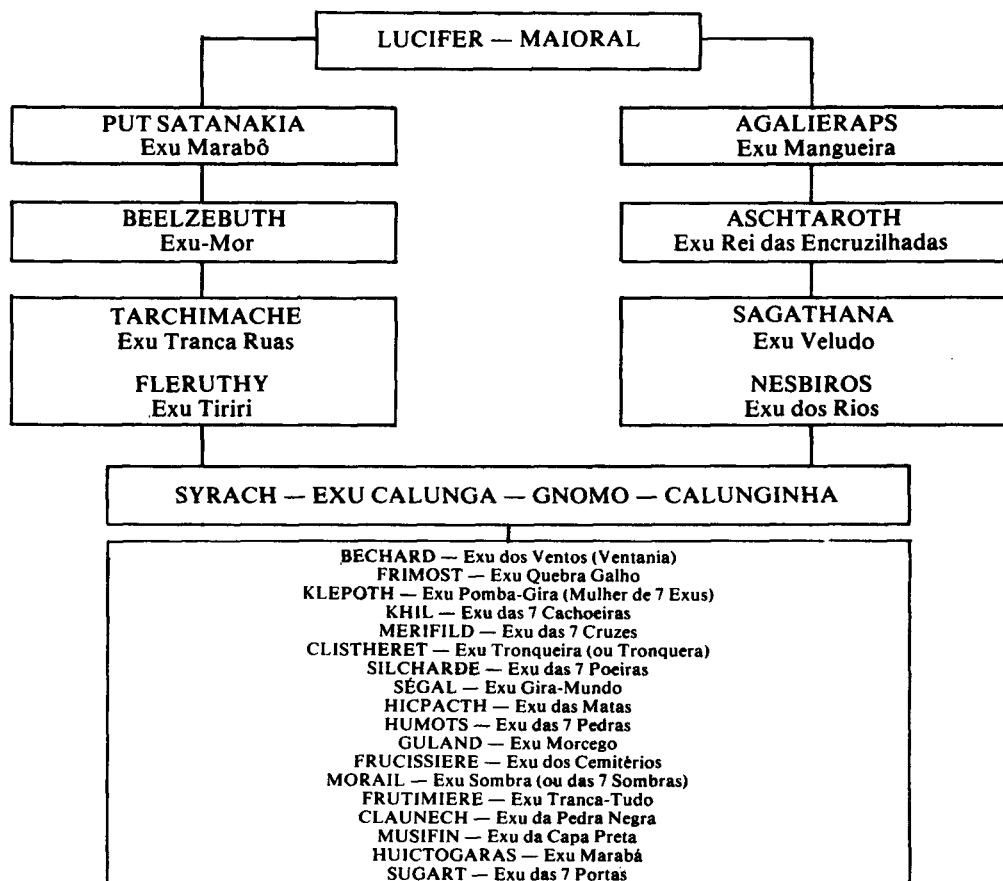 LUCIFER — MAIORAL
PUT SATANAKIA
Exu Marabô
AGALIERAPS
Exu Mangueira
BEELZEBUTH
Exu-Mor
ASCHTAROTH
Exu Rei das Encruzilhadas
TARCHIMACHE
Exu Tranca Ruas
FLERUTHY
Exu Tiriri
SAGATHANA
Exu Veludo
NESBIROS
Exu dos Rios
SYRACH — EXU CALUNGA — GNOMO — CALUNGINHA
BECHARD — Exu dos Ventos (Ventania)
FRIMOST — Exu Quebra Galho
KLEPOTH — Exu Pomba-Gira (Mulher de 7 Exus)
KHIL — Exu das 7 Cachoeiras
MERIFILD — Exu das 7 Cruzes
CLISTHERET — Exu Tronqueira (ou Tronquera)
SILCHARDE — Exu das 7 Poeiras
SÉGAL — Exu Gira-Mundo
HICPACTH — Exu das Matas
HUMOTS — Exu das 7 Pedras
GULAND — Exu Morcego
FRUCISSIERE — Exu dos Cemitérios
MORAIL — Exu Sombra (ou das 7 Sombras)
FRUTIMIERE — Exu Tranca-Tudo
CLAUNECH — Exu da Pedra Negra
MUSIFIN — Exu da Capa Preta
HUICTOGARAS — Exu Marabá
SUGART — Exu das 7 Portas